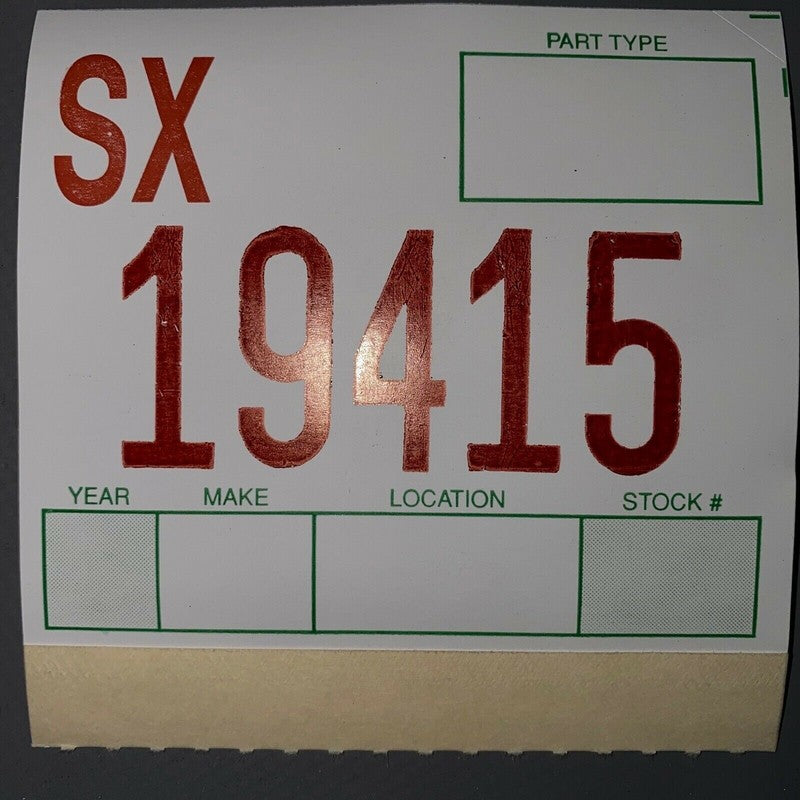 PART TYPE
SX
19415
YEAR MAKE LOCATION STOCK #